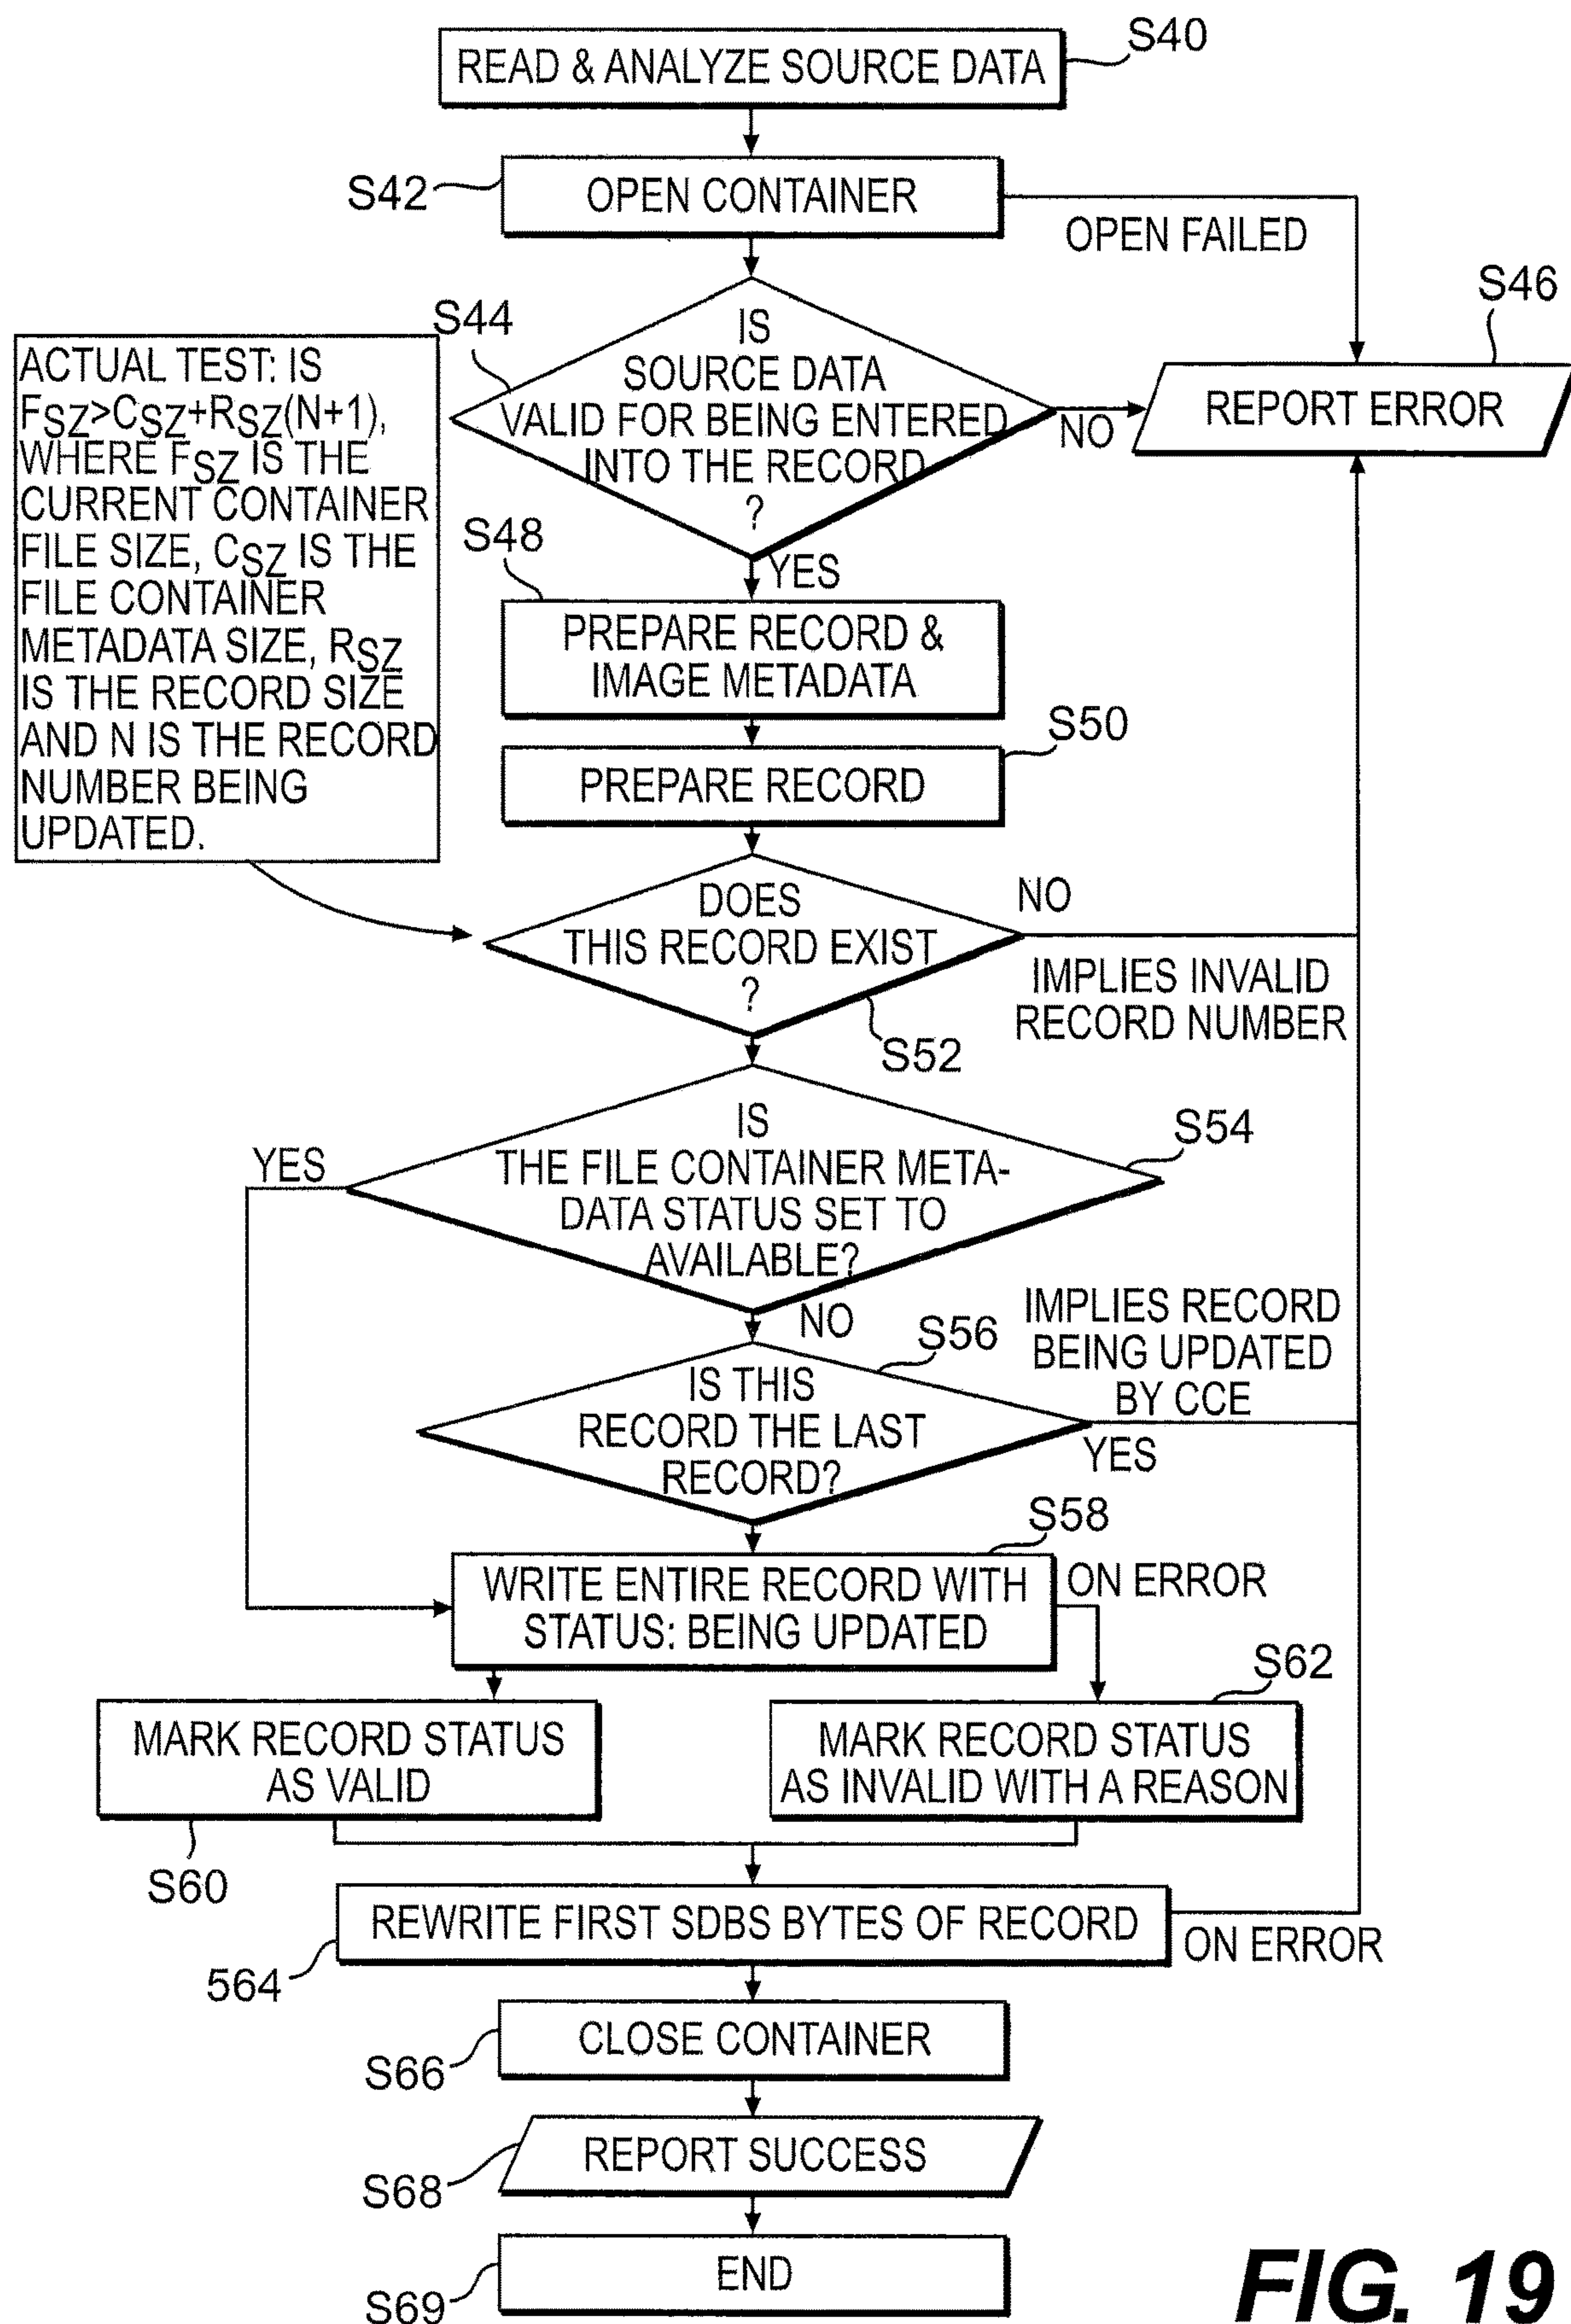 READ & ANALYZE SOURCE DATA
S40
S42
OPEN CONTAINER
OPEN FAILED
S44
IS
SOURCE DATA
VALID FOR BEING ENTERED
INTO THE RECORD
?
NO
S46
REPORT ERROR
ACTUAL TEST: IS
FSZ>CSZ+RSZ(N+1),
WHERE FSZ IS THE
CURRENT CONTAINER
FILE SIZE, CSZ IS THE
FILE CONTAINER
METADATA SIZE, RSZ
IS THE RECORD SIZE
AND N IS THE RECORD
NUMBER BEING
UPDATED.
YES
S48
PREPARE RECORD &
IMAGE METADATA
S50
PREPARE RECORD
DOES
THIS RECORD EXIST
?
NO
IMPLIES INVALID
RECORD NUMBER
S52
IS
THE FILE CONTAINER META-
DATA STATUS SET TO
AVAILABLE?
S54
YES
NO
S56
IS THIS
RECORD THE LAST
RECORD?
IMPLIES RECORD
BEING UPDATED
BY CCE
YES
S58
WRITE ENTIRE RECORD WITH
STATUS: BEING UPDATED
ON ERROR
S62
MARK RECORD STATUS
AS VALID
S60
MARK RECORD STATUS
AS INVALID WITH A REASON
REWRITE FIRST SDBS BYTES OF RECORD
564
ON ERROR
CLOSE CONTAINER
S66
REPORT SUCCESS
S68
END
S69
FIG. 19